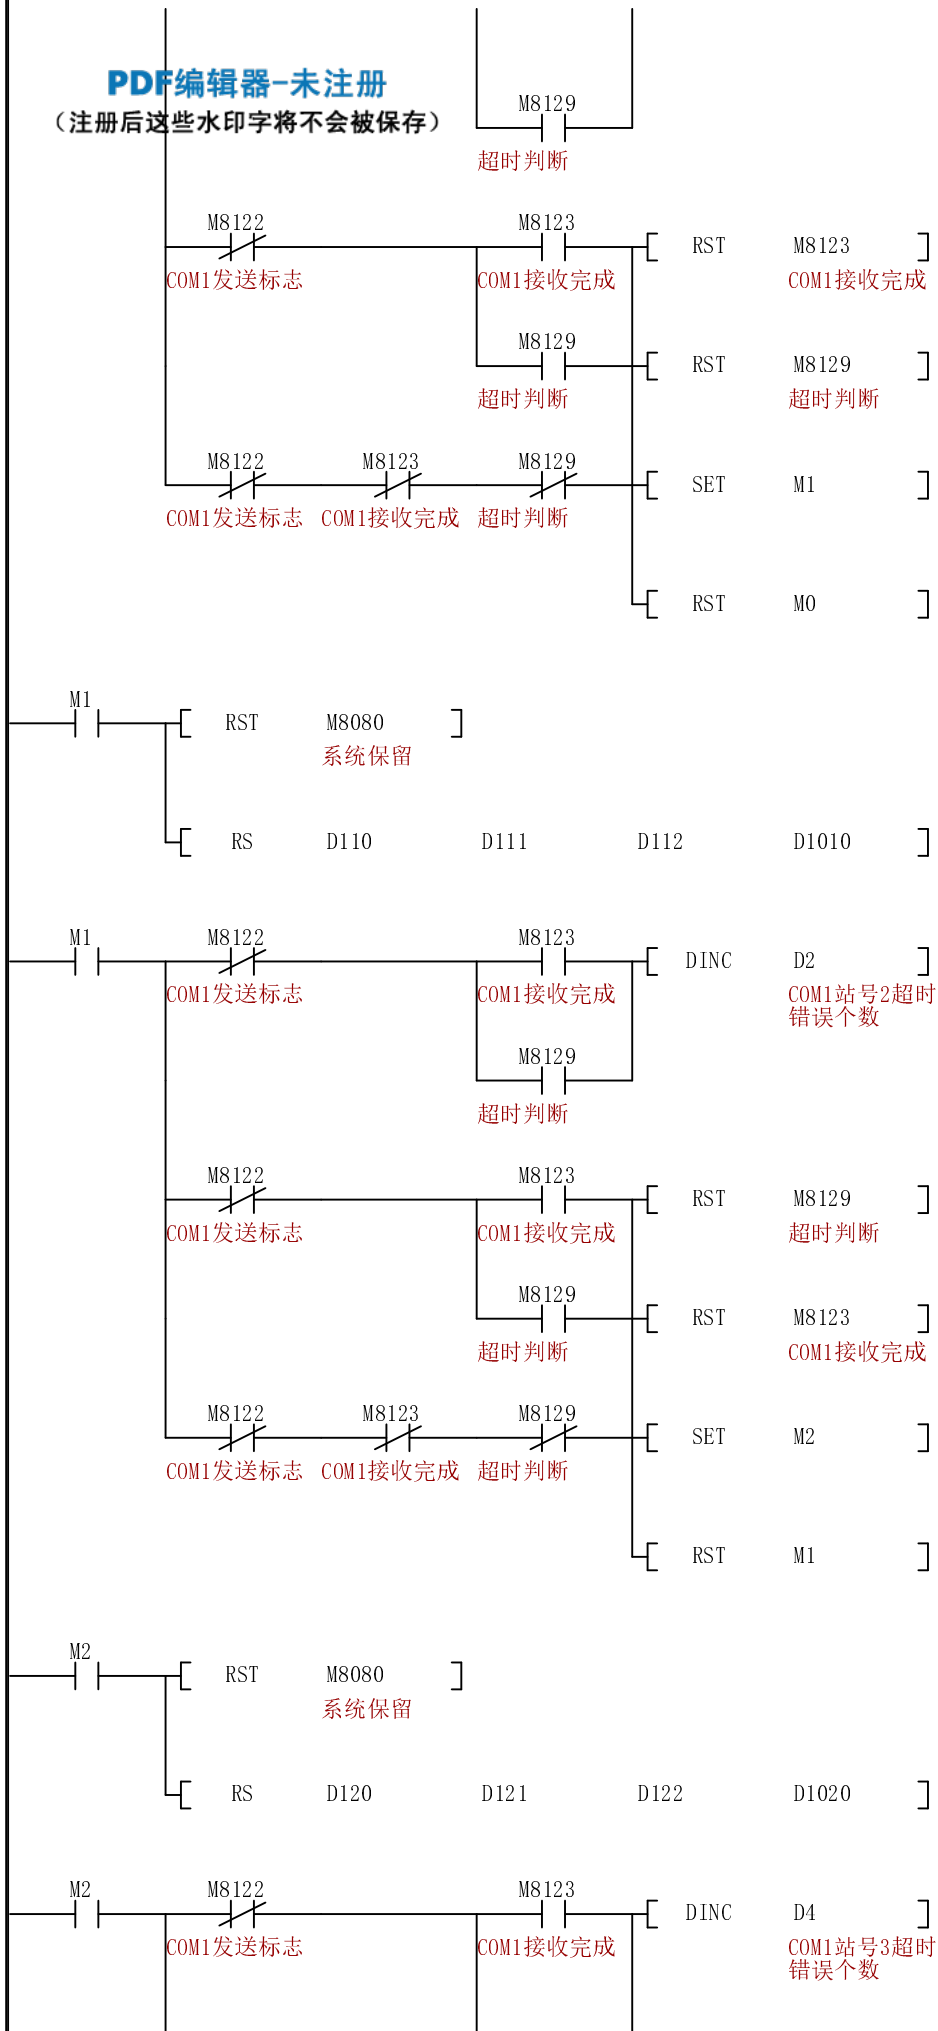 PDF编辑器-未注册
(注册后这些水印字将不会被保存)
M8129
超时判断
M8122 M8123
RST M8123
COM1发送标志 COM1接收完成 COM1接收完成
M8129
RST M8129
超时判断 超时判断
M8122 M8123 M8129
SET M1
COM1发送标志 COM1接收完成 超时判断
RST M0
M1
RST M8080
系统保留
RS D110 D111 D112 D1010
M1 M8122 M8123
DINC D2
COM1发送标志 COM1接收完成 COM1站号2超时
错误个数
M8129
超时判断
M8122 M8123
RST M8129
COM1发送标志 COM1接收完成 超时判断
M8129
RST M8123
超时判断 COM1接收完成
M8122 M8123 M8129
SET M2
COM1发送标志 COM1接收完成 超时判断
RST M1
M2
RST M8080
系统保留
RS D120 D121 D122 D1020
M2 M8122 M8123
DINC D4
COM1发送标志 COM1接收完成 COM1站号3超时
错误个数